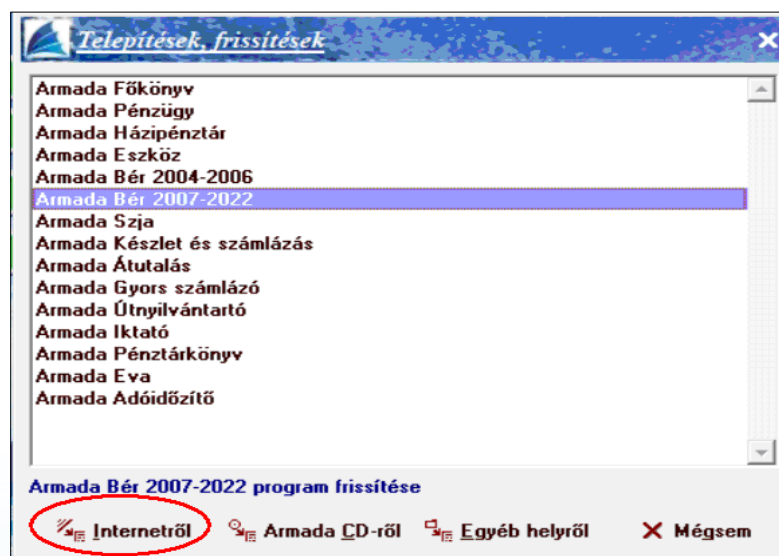 Telepítések, frissítések
Armada Főkönyv
Armada Pénzügy
Armada Házipénztár
Armada Eszköz
Armada Bér 2004-2006
Armada Bér 2007-2022
Armada Szja
Armada Készlet és számlázás
Armada Átutalás
Armada Gyors számlázó
Armada Útnyilvántartó
Armada Iktató
Armada Pénztárkönyv
Armada Eva
Armada Adóidőzítő
Armada Bér 2007-2022 program frissítése
Internetről Armada CD-ről Egyéb helyről Mégsem